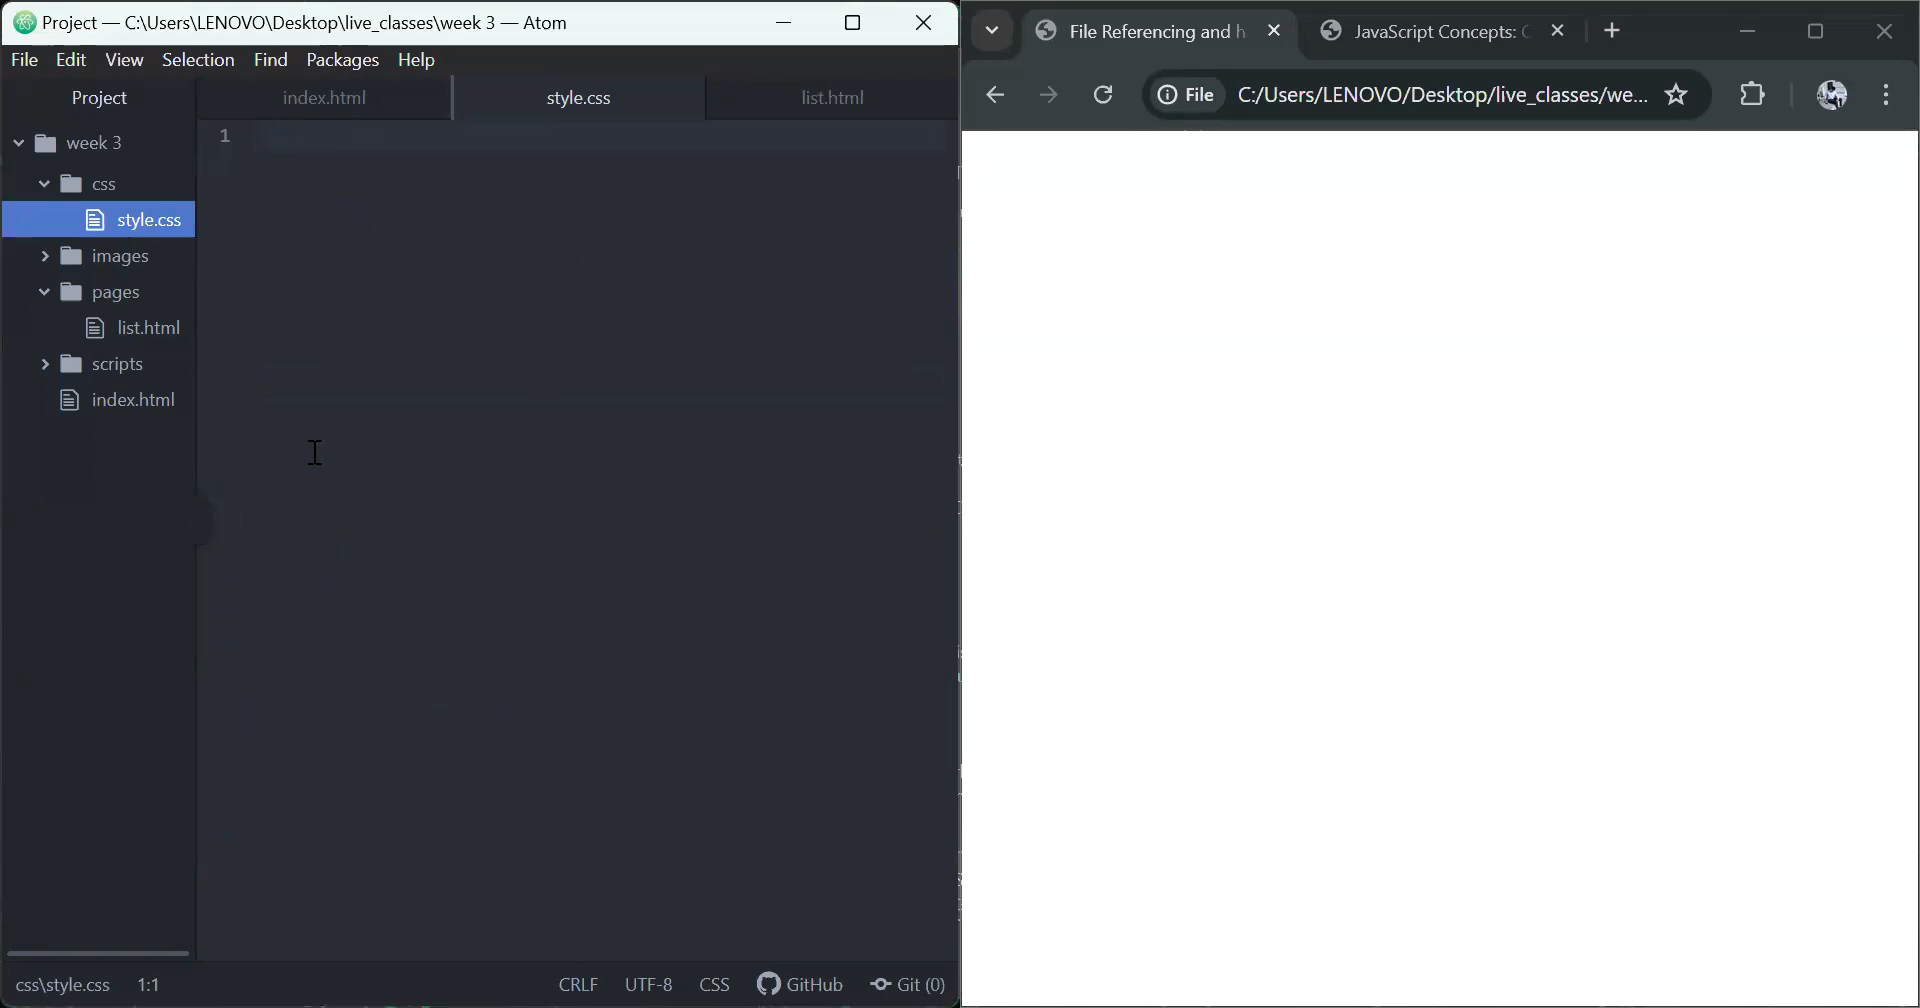 Project — C:\Users\LENOVO\Desktop\live_classes\week 3 — Atom
File Edit View Selection Find Packages Help
Project
week 3
css
style.css
images
pages
list.html
scripts
index.html
index.html style.css list.html
1
css\style.css 1:1 CRLF UTF-8 CSS GitHub Git (0)
File Referencing and h
JavaScript Concepts:
File C:/Users/LENOVO/Desktop/live_classes/we...